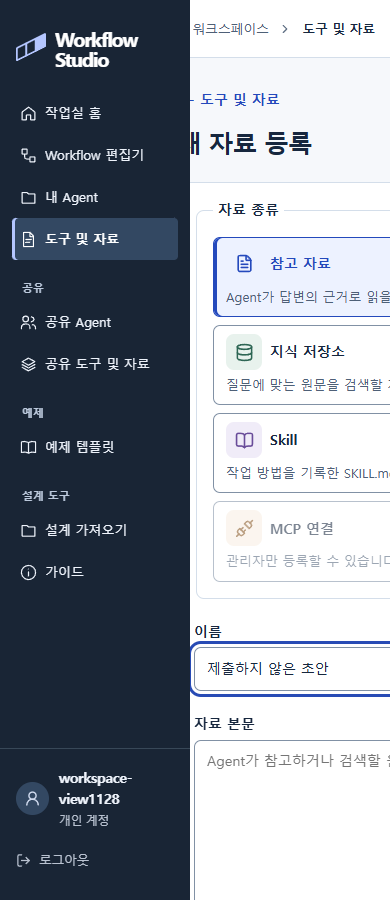 Workflow
Studio
작업실 홈
Workflow 편집기
내 Agent
도구 및 자료
공유
공유 Agent
공유 도구 및 자료
예제
예제 템플릿
설계 도구
설계 가져오기
가이드
workspace-
view1128
개인 계정
로그아웃
워크스페이스 > 도구 및 자료
도구 및 자료
자료 등록
자료 종류
참고 자료
Agent가 답변의 근거로 읽을
지식 저장소
질문에 맞는 원문을 검색할
Skill
작업 방법을 기록한 SKILL.m
MCP 연결
관리자만 등록할 수 있습니다
이름
제출하지 않은 초안
자료 본문
Agent가 참고하거나 검색할